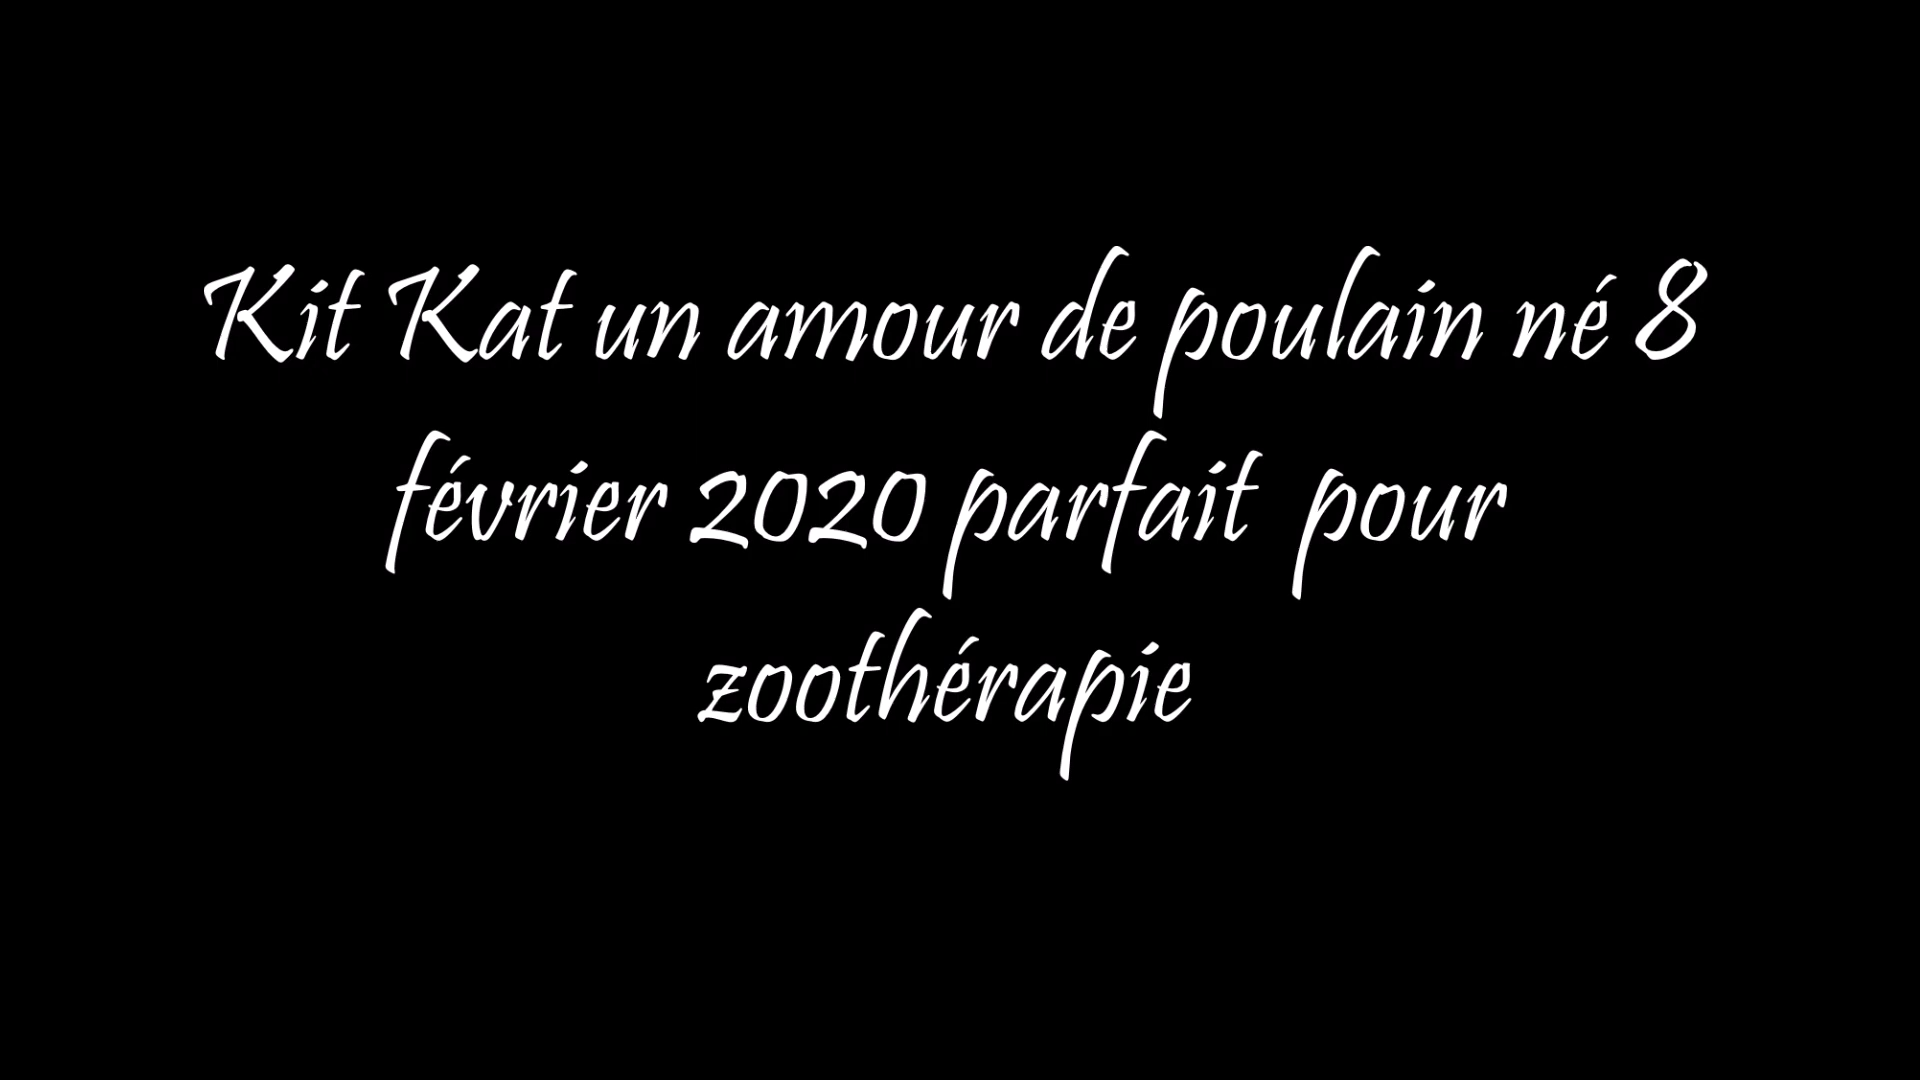 Kit Kat un amour de poulain né 8
février 2020 parfait  pour
zoothérapie